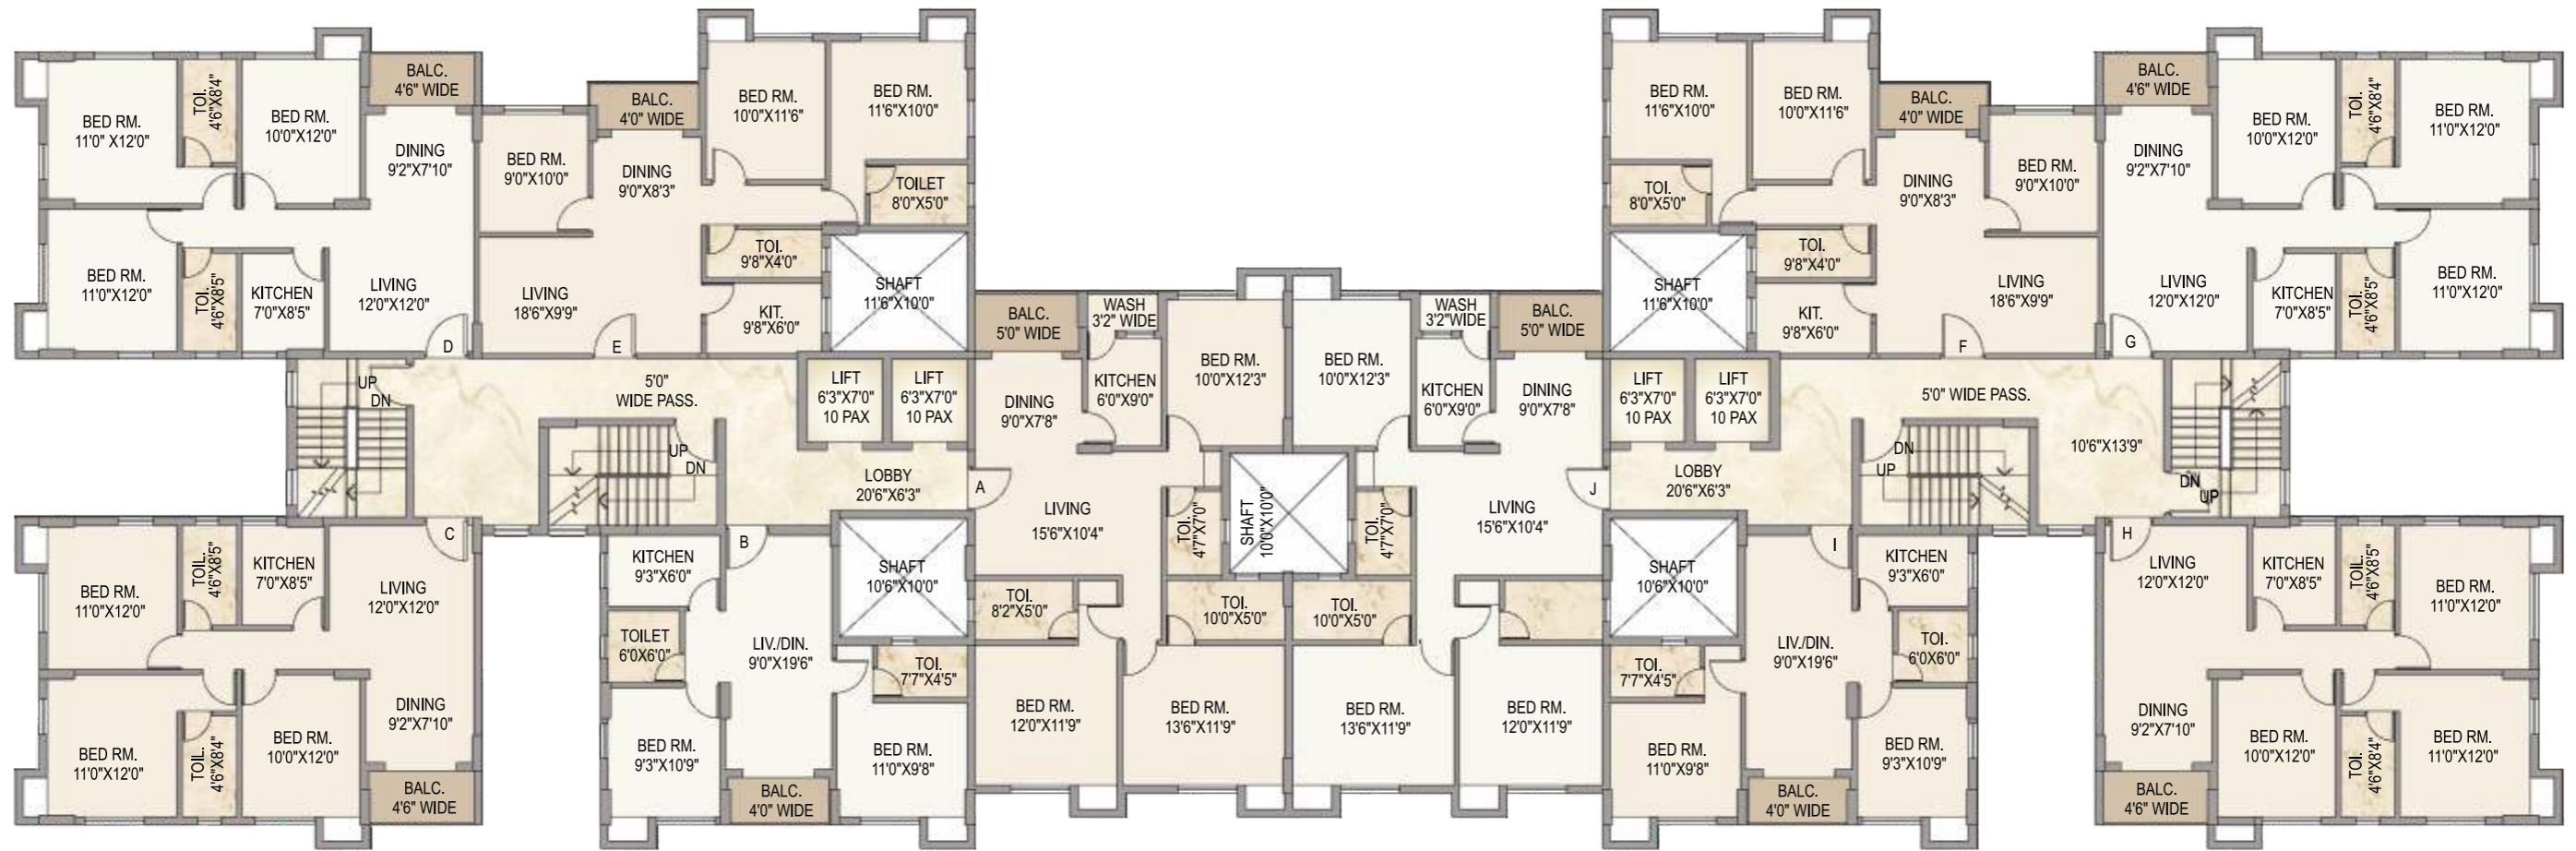 BED RM.
11'0" X12'0"
TOI.
4'6"X8'4"
BED RM.
10'0"X12'0"
BALC.
4'6" WIDE
DINING
9'2"X7'10"
BED RM.
11'0"X12'0"
TOI.
4'6"X8'5"
KITCHEN
7'0"X8'5"
LIVING
12'0"X12'0"
D
BED RM.
9'0"X10'0"
BALC.
4'0" WIDE
DINING
9'0"X8'3"
BED RM.
10'0"X11'6"
BED RM.
11'6"X10'0"
TOILET
8'0"X5'0"
TOI.
9'8"X4'0"
LIVING
18'6"X9'9"
KIT.
9'8"X6'0"
SHAFT
11'6"X10'0"
E
BED RM.
11'6"X10'0"
BED RM.
10'0"X11'6"
BALC.
4'0" WIDE
TOI.
8'0"X5'0"
DINING
9'0"X8'3"
BED RM.
9'0"X10'0"
SHAFT
11'6"X10'0"
TOI.
9'8"X4'0"
KIT.
9'8"X6'0"
LIVING
18'6"X9'9"
F
BALC.
4'6" WIDE
DINING
9'2"X7'10"
BED RM.
10'0"X12'0"
TOI.
4'6"X8'4"
BED RM.
11'0"X12'0"
LIVING
12'0"X12'0"
KITCHEN
7'0"X8'5"
TOI.
4'6"X8'5"
BED RM.
11'0"X12'0"
G
UP
DN
5'0"
WIDE PASS.
UP
DN
LIFT
6'3"X7'0"
10 PAX
LIFT
6'3"X7'0"
10 PAX
LOBBY
20'6"X6'3"
BALC.
5'0" WIDE
WASH
3'2" WIDE
KITCHEN
6'0"X9'0"
BED RM.
10'0"X12'3"
DINING
9'0"X7'8"
A
LIVING
15'6"X10'4"
TOI.
4'7"X7'0"
SHAFT
10'0"X10'0"
BED RM.
10'0"X12'3"
WASH
3'2"WIDE
BALC.
5'0" WIDE
KITCHEN
6'0"X9'0"
DINING
9'0"X7'8"
TOI.
4'7"X7'0"
LIVING
15'6"X10'4"
J
LIFT
6'3"X7'0"
10 PAX
LIFT
6'3"X7'0"
10 PAX
LOBBY
20'6"X6'3"
5'0" WIDE PASS.
DN
UP
10'6"X13'9"
DN
UP
C
BED RM.
11'0"X12'0"
TOIL.
4'6"X8'5"
KITCHEN
7'0"X8'5"
LIVING
12'0"X12'0"
BED RM.
11'0"X12'0"
TOIL.
4'6"X8'4"
BED RM.
10'0"X12'0"
DINING
9'2"X7'10"
BALC.
4'6" WIDE
B
KITCHEN
9'3"X6'0"
TOILET
6'0X6'0"
LIV./DIN.
9'0"X19'6"
SHAFT
10'6"X10'0"
TOI.
7'7"X4'5"
BED RM.
9'3"X10'9"
BALC.
4'0" WIDE
BED RM.
11'0"X9'8"
TOI.
8'2"X5'0"
TOI.
10'0"X5'0"
BED RM.
12'0"X11'9"
BED RM.
13'6"X11'9"
TOI.
10'0"X5'0"
BED RM.
13'6"X11'9"
BED RM.
12'0"X11'9"
SHAFT
10'6"X10'0"
I
KITCHEN
9'3"X6'0"
TOI.
7'7"X4'5"
LIV./DIN.
9'0"X19'6"
TOI.
6'0X6'0"
BED RM.
11'0"X9'8"
BALC.
4'0" WIDE
BED RM.
9'3"X10'9"
H
LIVING
12'0"X12'0"
KITCHEN
7'0"X8'5"
TOIL.
4'6"X8'5"
BED RM.
11'0"X12'0"
DINING
9'2"X7'10"
BED RM.
10'0"X12'0"
TOI.
4'6"X8'4"
BED RM.
11'0"X12'0"
BALC.
4'6" WIDE